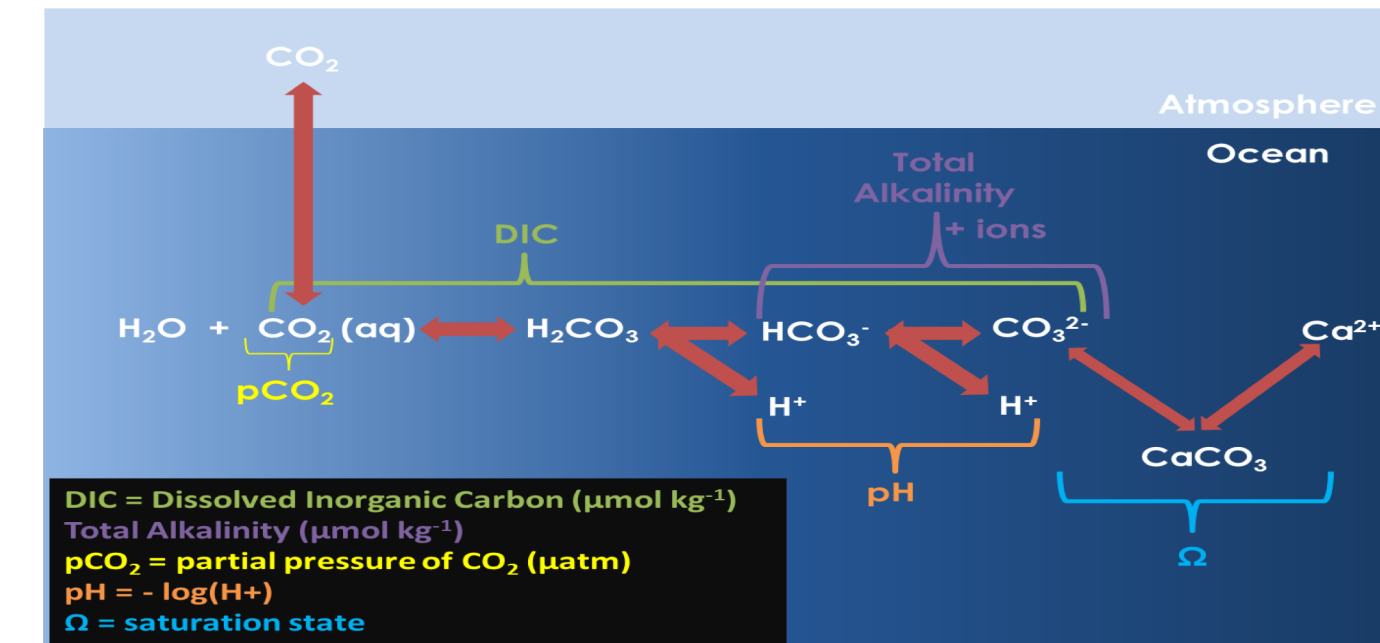 CO₂
Atmosphere
Ocean
Total
Alkalinity
+ ions
DIC
H₂O + CO₂ (aq) H₂CO₃ HCO₃⁻ CO₃²⁻ Ca²⁺
pCO₂
H⁺ H⁺
CaCO₃
pH
Ω
DIC = Dissolved Inorganic Carbon (μmol kg⁻¹)
Total Alkalinity (μmol kg⁻¹)
pCO₂ = partial pressure of CO₂ (μatm)
pH = - log(H+)
Ω = saturation state